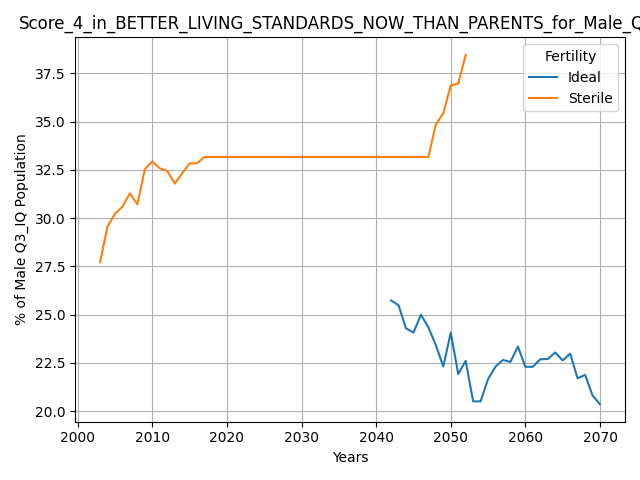 Score_4_in_BETTER_LIVING_STANDARDS_NOW_THAN_PARENTS_for_Male_Q
Fertility
Ideal
Sterile
% of Male Q3_IQ Population
37.5
35.0
32.5
30.0
27.5
25.0
22.5
20.0
2000 2010 2020 2030 2040 2050 2060 2070
Years